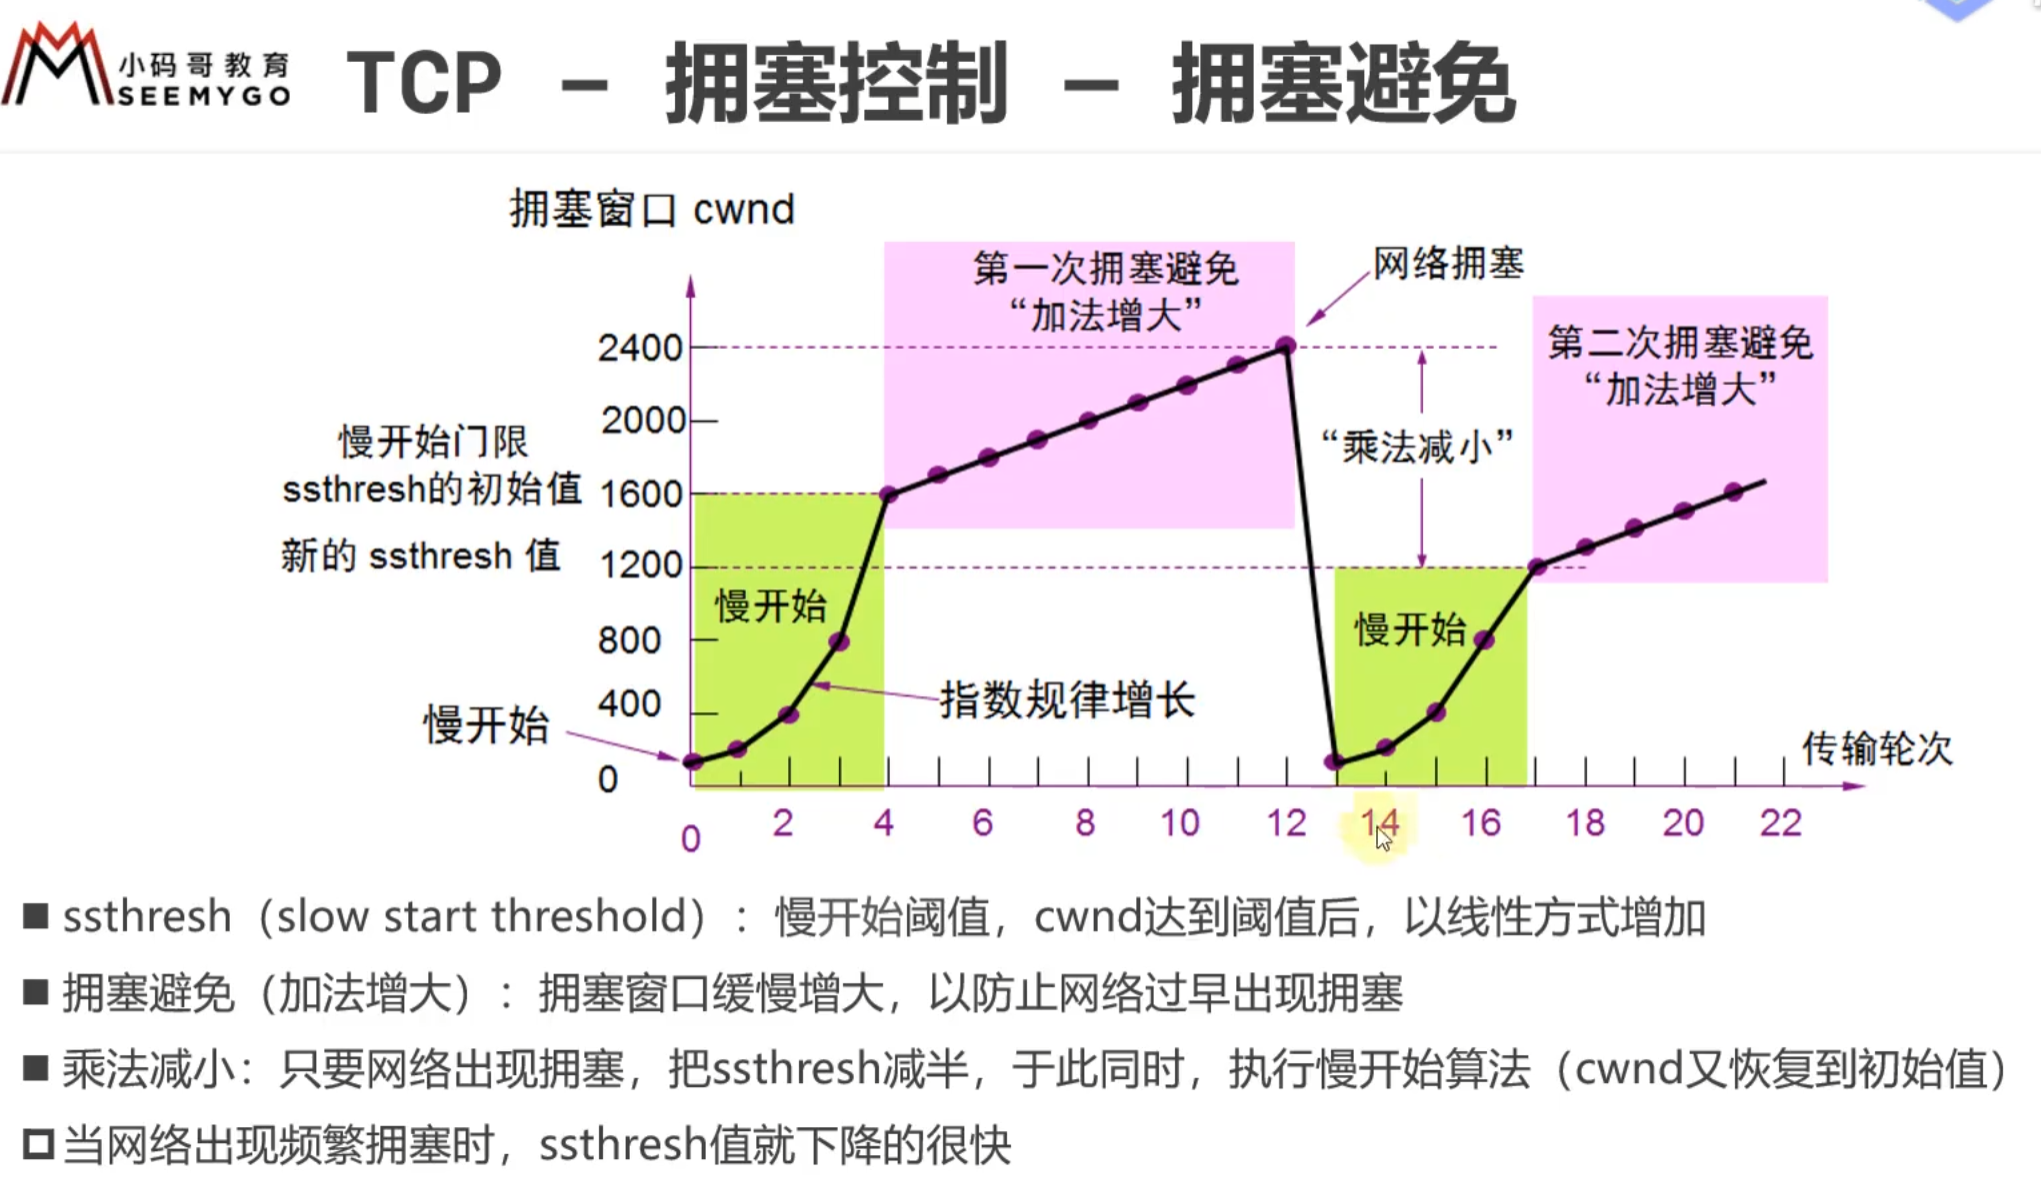 小码哥教育
SEEMYGO
TCP - 拥塞控制 - 拥塞避免
拥塞窗口 cwnd
第一次拥塞避免
“加法增大”
网络拥塞
第二次拥塞避免
“加法增大”
2400
2000
“乘法减小”
慢开始门限
ssthresh的初始值
1600
新的 ssthresh 值
1200
慢开始
慢开始
800
指数规律增长
400
慢开始
传输轮次
0
0 2 4 6 8 10 12 14 16 18 20 22
■ ssthresh（slow start threshold）：慢开始阈值，cwnd达到阈值后，以线性方式增加
■ 拥塞避免（加法增大）：拥塞窗口缓慢增大，以防止网络过早出现拥塞
■ 乘法减小：只要网络出现拥塞，把ssthresh减半，于此同时，执行慢开始算法（cwnd又恢复到初始值）
□ 当网络出现频繁拥塞时，ssthresh值就下降的很快